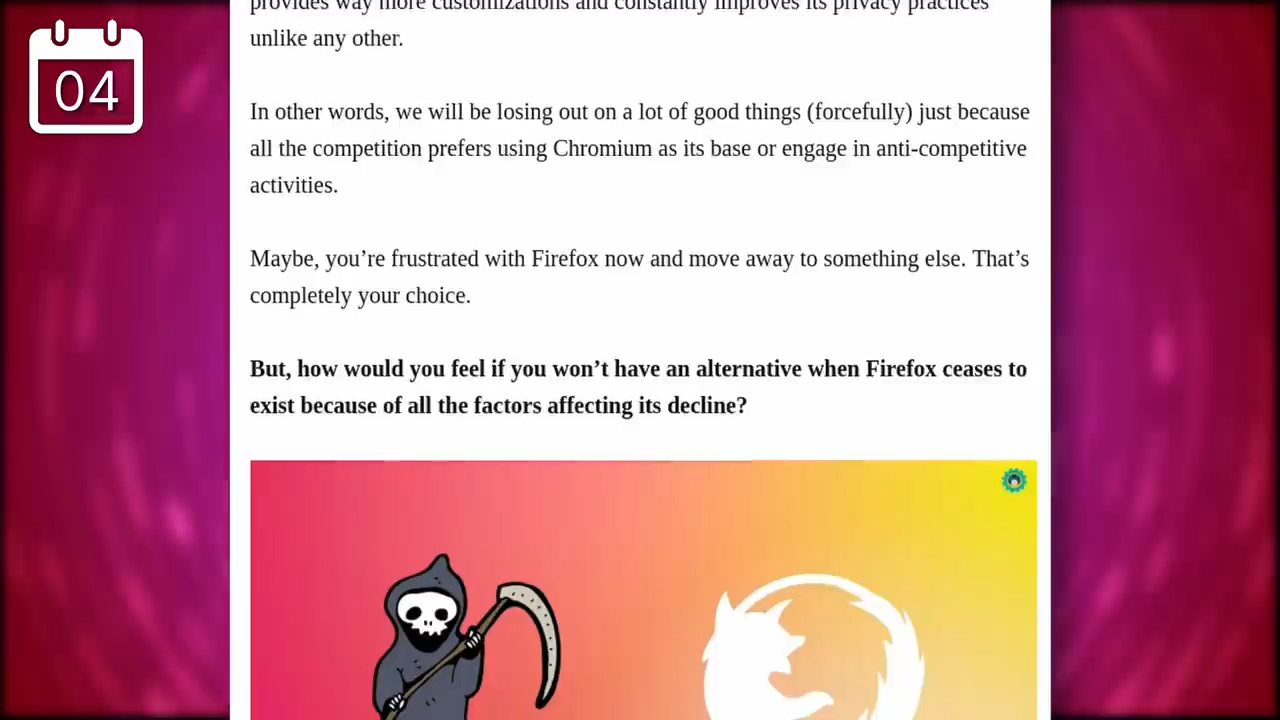 04
provides way more customizations and constantly improves its privacy practices
unlike any other.
In other words, we will be losing out on a lot of good things (forcefully) just because
all the competition prefers using Chromium as its base or engage in anti-competitive
activities.
Maybe, you’re frustrated with Firefox now and move away to something else. That’s
completely your choice.
But, how would you feel if you won’t have an alternative when Firefox ceases to
exist because of all the factors affecting its decline?